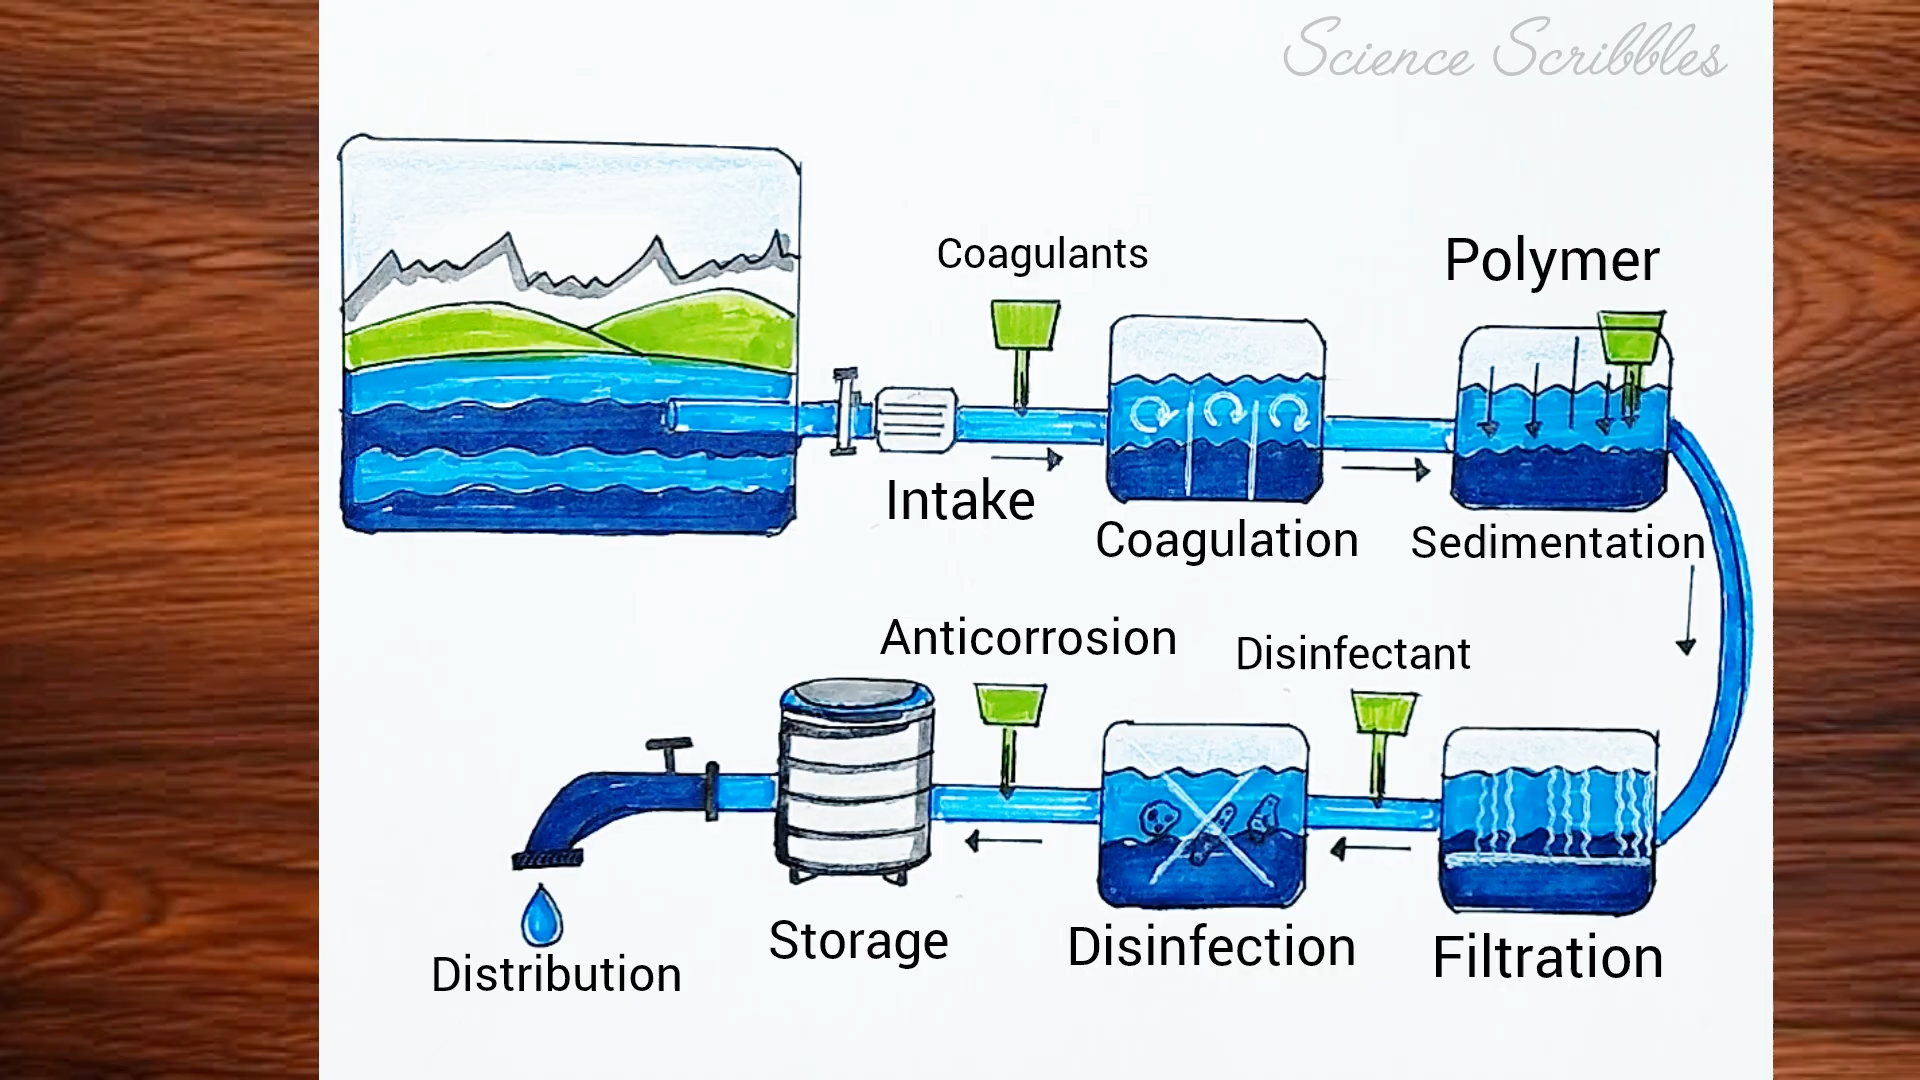 Science Scribbles
Coagulants
Polymer
Intake
Coagulation
Sedimentation
Anticorrosion
Disinfectant
Storage
Disinfection
Filtration
Distribution